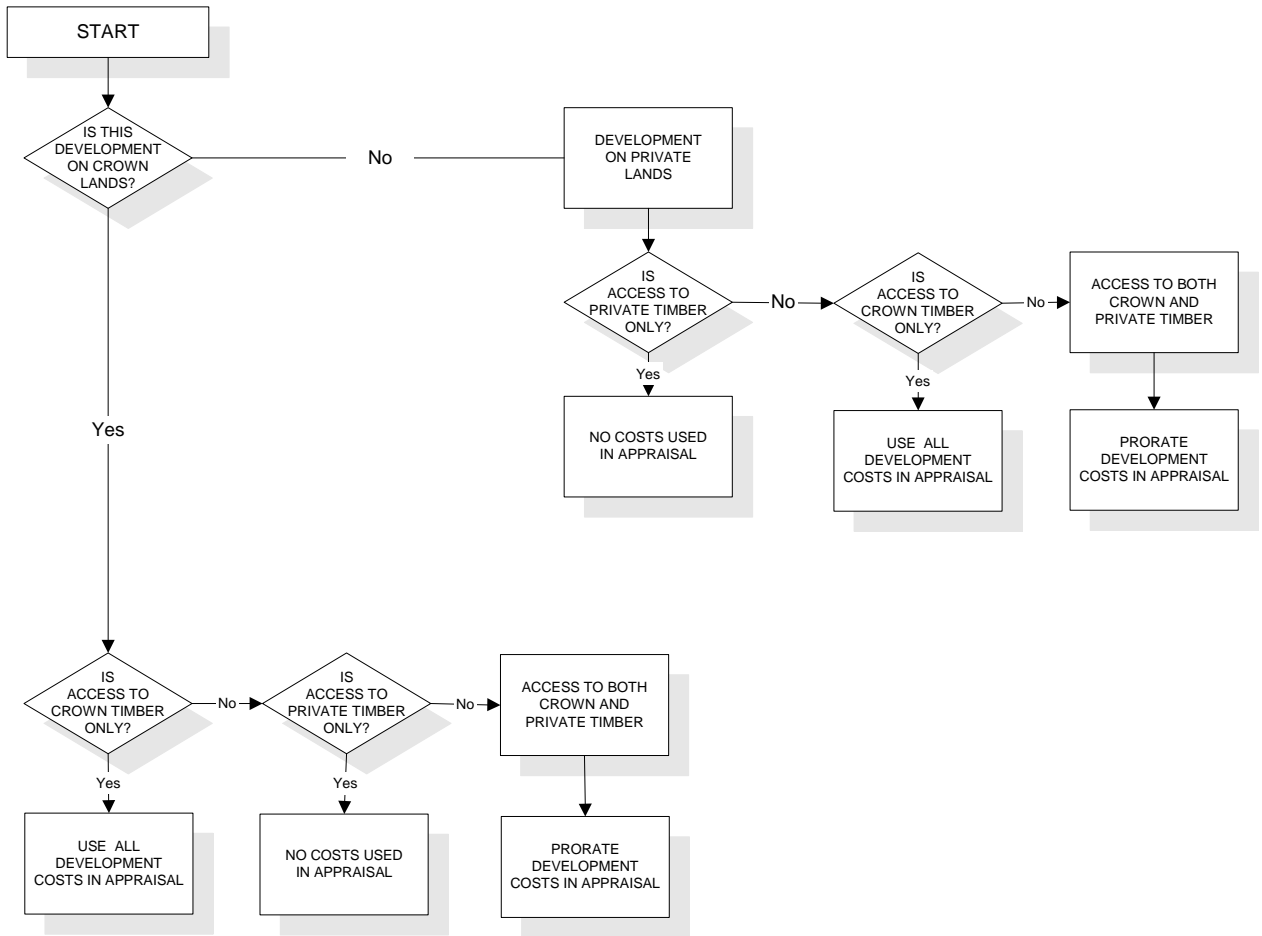 START
IS THIS
DEVELOPMENT
ON CROWN
LANDS?
No
DEVELOPMENT
ON PRIVATE
LANDS
IS
ACCESS TO
PRIVATE TIMBER
ONLY?
No
IS
ACCESS TO
CROWN TIMBER
ONLY?
No
ACCESS TO BOTH
CROWN AND
PRIVATE TIMBER
Yes
Yes
NO COSTS USED
IN APPRAISAL
USE ALL
DEVELOPMENT
COSTS IN APPRAISAL
PRORATE
DEVELOPMENT
COSTS IN APPRAISAL
Yes
IS
ACCESS TO
CROWN TIMBER
ONLY?
No
IS
ACCESS TO
PRIVATE TIMBER
ONLY?
No
ACCESS TO BOTH
CROWN AND
PRIVATE TIMBER
Yes
Yes
USE ALL
DEVELOPMENT
COSTS IN APPRAISAL
NO COSTS USED
IN APPRAISAL
PRORATE
DEVELOPMENT
COSTS IN APPRAISAL